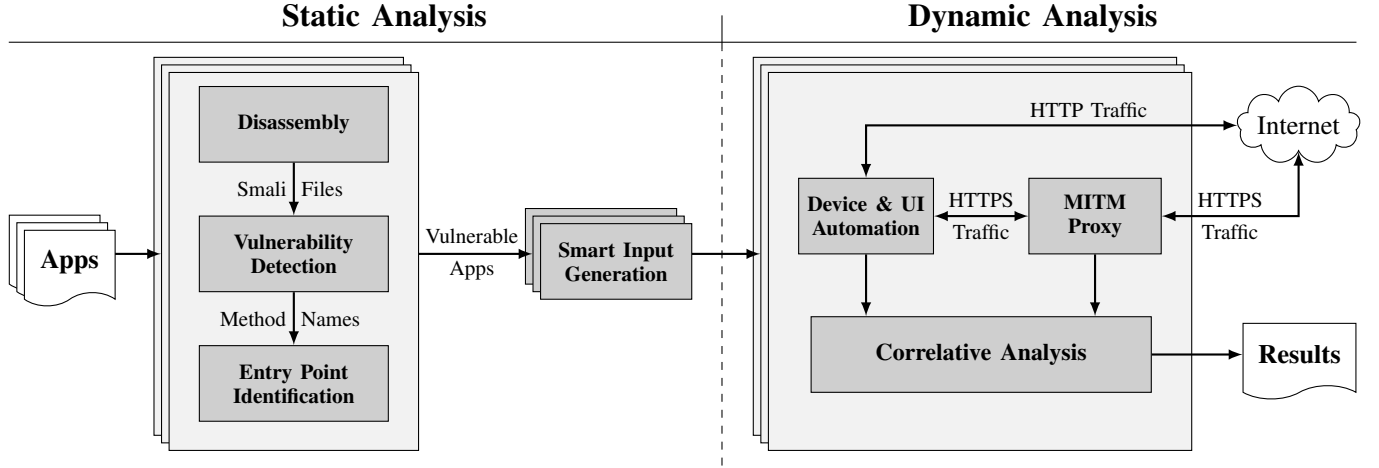 Static Analysis
Dynamic Analysis
Apps
Disassembly
Smali Files
Vulnerability
Detection
Method Names
Entry Point
Identification
Vulnerable
Apps
Smart Input
Generation
HTTP Traffic
Internet
Device & UI
Automation
HTTPS
Traffic
MITM
Proxy
HTTPS
Traffic
Correlative Analysis
Results